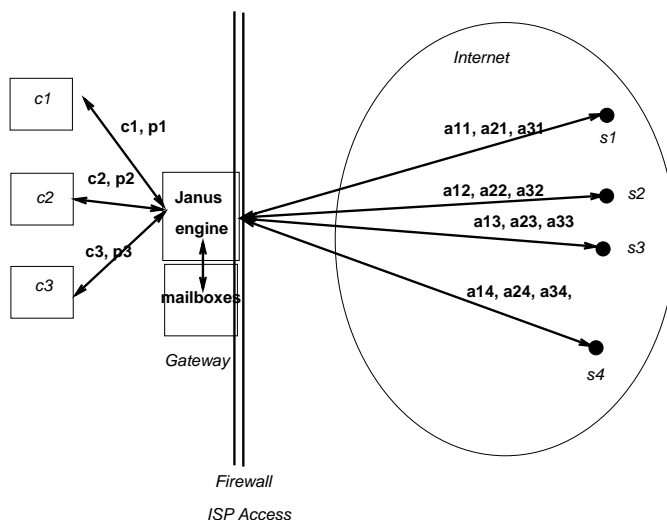 Internet
c1
c1, p1
a11, a21, a31
s1
c2, p2
c2
Janus
engine
a12, a22, a32
s2
a13, a23, a33
s3
c3, p3
c3
mailboxes
a14, a24, a34,
Gateway
s4
Firewall
ISP Access